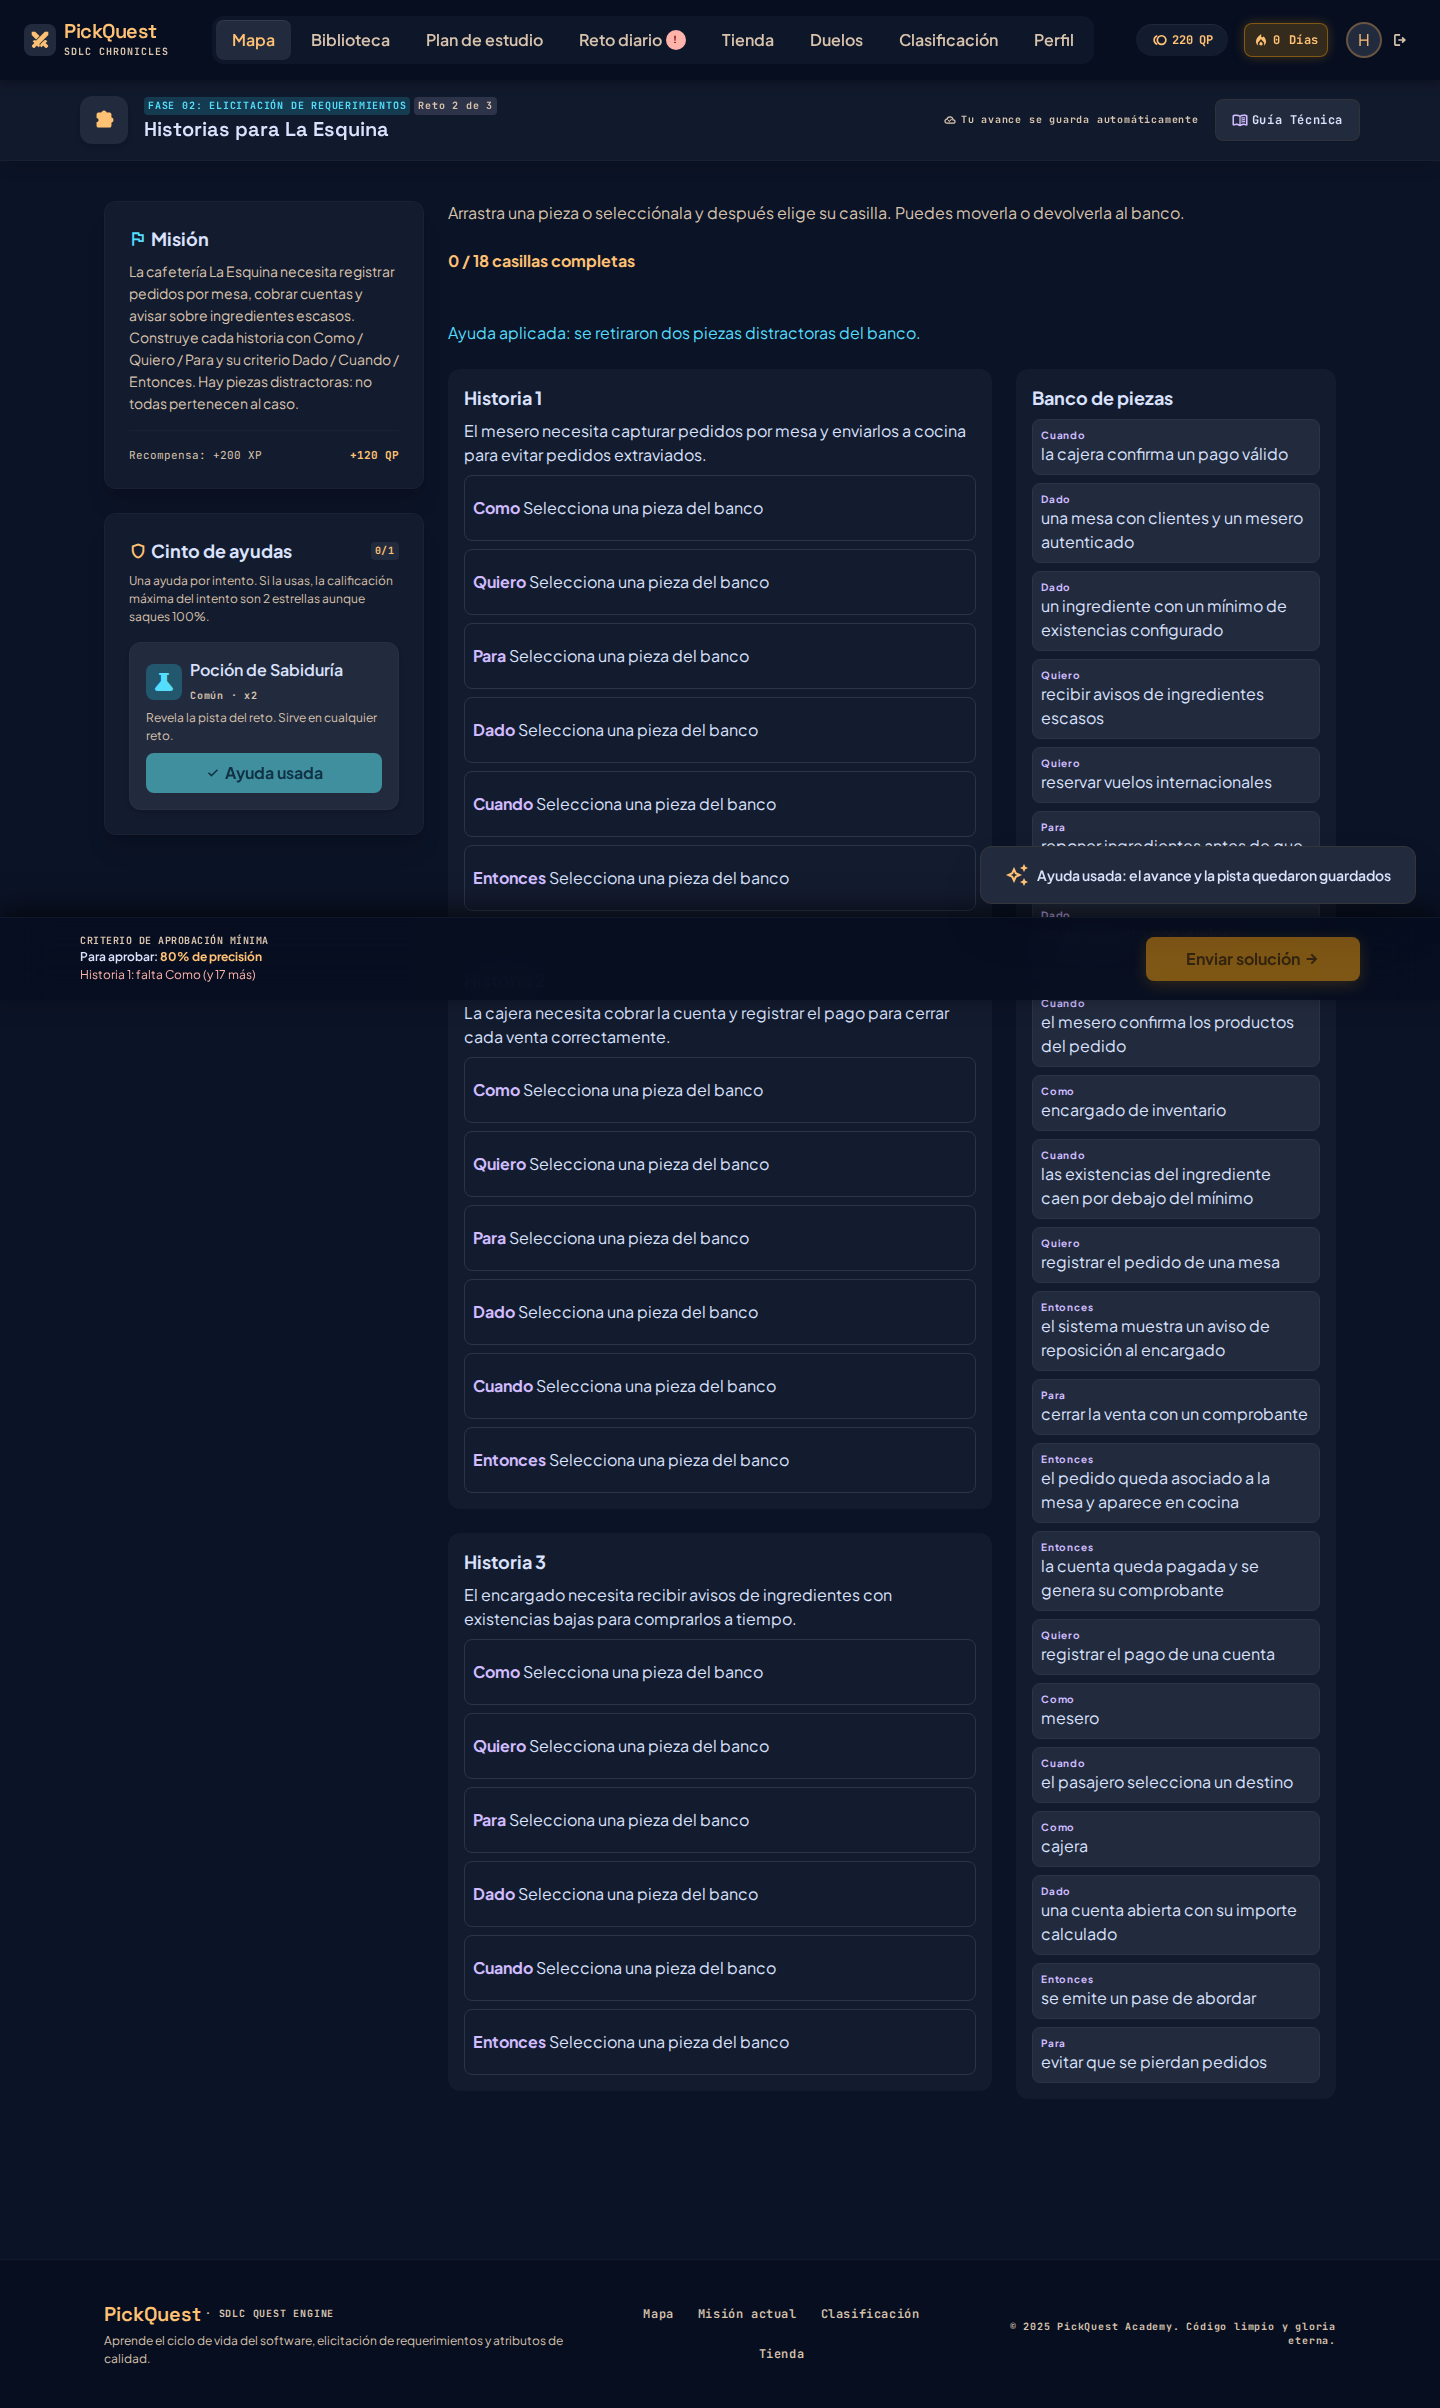 PickQuest
SDLC CHRONICLES
Mapa
Biblioteca
Plan de estudio
Reto diario !
Tienda
Duelos
Clasificación
Perfil
220 QP
0 Días
H
FASE 02: ELICITACIÓN DE REQUERIMIENTOS
Reto 2 de 3
Historias para La Esquina
Tu avance se guarda automáticamente
Guía Técnica
Misión
La cafetería La Esquina necesita registrar
pedidos por mesa, cobrar cuentas y
avisar sobre ingredientes escasos.
Construye cada historia con Como /
Quiero / Para y su criterio Dado / Cuando /
Entonces. Hay piezas distractoras: no
todas pertenecen al caso.
Recompensa: +200 XP
+120 QP
Cinto de ayudas
0/1
Una ayuda por intento. Si la usas, la calificación
máxima del intento son 2 estrellas aunque
saques 100%.
Poción de Sabiduría
Común · x2
Revela la pista del reto. Sirve en cualquier
reto.
Ayuda usada
Arrastra una pieza o selecciónala y después elige su casilla. Puedes moverla o devolverla al banco.
0 / 18 casillas completas
Ayuda aplicada: se retiraron dos piezas distractoras del banco.
Historia 1
El mesero necesita capturar pedidos por mesa y enviarlos a cocina
para evitar pedidos extraviados.
Como Selecciona una pieza del banco
Quiero Selecciona una pieza del banco
Para Selecciona una pieza del banco
Dado Selecciona una pieza del banco
Cuando Selecciona una pieza del banco
Entonces Selecciona una pieza del banco
La cajera necesita cobrar la cuenta y registrar el pago para cerrar
cada venta correctamente.
Como Selecciona una pieza del banco
Quiero Selecciona una pieza del banco
Para Selecciona una pieza del banco
Dado Selecciona una pieza del banco
Cuando Selecciona una pieza del banco
Entonces Selecciona una pieza del banco
Historia 3
El encargado necesita recibir avisos de ingredientes con
existencias bajas para comprarlos a tiempo.
Como Selecciona una pieza del banco
Quiero Selecciona una pieza del banco
Para Selecciona una pieza del banco
Dado Selecciona una pieza del banco
Cuando Selecciona una pieza del banco
Entonces Selecciona una pieza del banco
Banco de piezas
Cuando
la cajera confirma un pago válido
Dado
una mesa con clientes y un mesero
autenticado
Dado
un ingrediente con un mínimo de
existencias configurado
Quiero
recibir avisos de ingredientes
escasos
Quiero
reservar vuelos internacionales
Para
reponer ingredientes antes de que
Ayuda usada: el avance y la pista quedaron guardados
Dado
CRITERIO DE APROBACIÓN MÍNIMA
Para aprobar: 80% de precisión
Historia 1: falta Como (y 17 más)
Enviar solución
Cuando
el mesero confirma los productos
del pedido
Como
encargado de inventario
Cuando
las existencias del ingrediente
caen por debajo del mínimo
Quiero
registrar el pedido de una mesa
Entonces
el sistema muestra un aviso de
reposición al encargado
Para
cerrar la venta con un comprobante
Entonces
el pedido queda asociado a la
mesa y aparece en cocina
Entonces
la cuenta queda pagada y se
genera su comprobante
Quiero
registrar el pago de una cuenta
Como
mesero
Cuando
el pasajero selecciona un destino
Como
cajera
Dado
una cuenta abierta con su importe
calculado
Entonces
se emite un pase de abordar
Para
evitar que se pierdan pedidos
PickQuest · SDLC QUEST ENGINE
Aprende el ciclo de vida del software, elicitación de requerimientos y atributos de
calidad.
Mapa
Misión actual
Clasificación
Tienda
© 2025 PickQuest Academy. Código limpio y gloria
eterna.